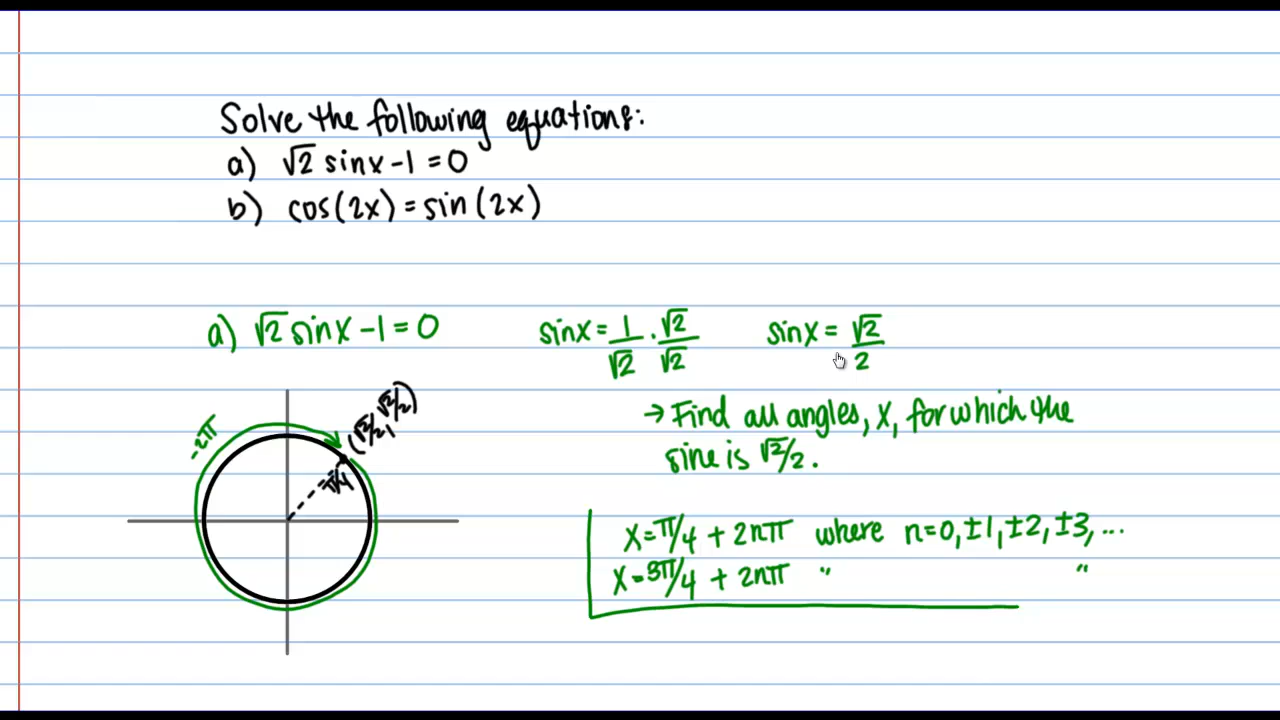 Solve the following equations:
a) √2 sinx - 1 = 0
b) cos(2x) = sin(2x)
a) √2 sinx - 1 = 0
sinx = 1/√2 · √2/√2
sinx = √2/2
→ Find all angles, x, for which the
sine is √2/2.
-2π
(√2/2, √2/2)
π/4
x = π/4 + 2nπ where n = 0, ±1, ±2, ±3, ...
x = 3π/4 + 2nπ " "